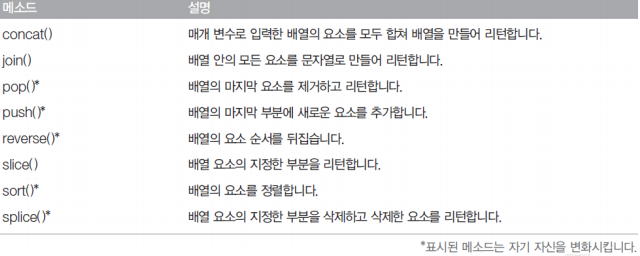 메소드 설명
concat() 매개 변수로 입력한 배열의 요소를 모두 합쳐 배열을 만들어 리턴합니다.
join() 배열 안의 모든 요소를 문자열로 만들어 리턴합니다.
pop()* 배열의 마지막 요소를 제거하고 리턴합니다.
push()* 배열의 마지막 부분에 새로운 요소를 추가합니다.
reverse()* 배열의 요소 순서를 뒤집습니다.
slice() 배열 요소의 지정한 부분을 리턴합니다.
sort()* 배열의 요소를 정렬합니다.
splice()* 배열 요소의 지정한 부분을 삭제하고 삭제한 요소를 리턴합니다.
*표시된 메소드는 자기 자신을 변화시킵니다.